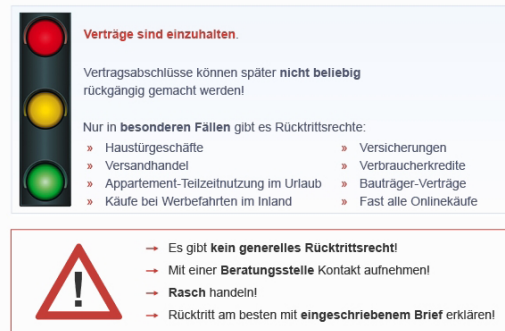 Verträge sind einzuhalten.
Vertragsabschlüsse können später nicht beliebig
rückgängig gemacht werden!
Nur in besonderen Fällen gibt es Rücktrittsrechte:
» Haustürgeschäfte
» Versandhandel
» Appartement-Teilzeitnutzung im Urlaub
» Käufe bei Werbefahrten im Inland
» Versicherungen
» Verbraucherkredite
» Bauträger-Verträge
» Fast alle Onlinekäufe
!
→ Es gibt kein generelles Rücktrittsrecht!
→ Mit einer Beratungsstelle Kontakt aufnehmen!
→ Rasch handeln!
→ Rücktritt am besten mit eingeschriebenem Brief erklären!